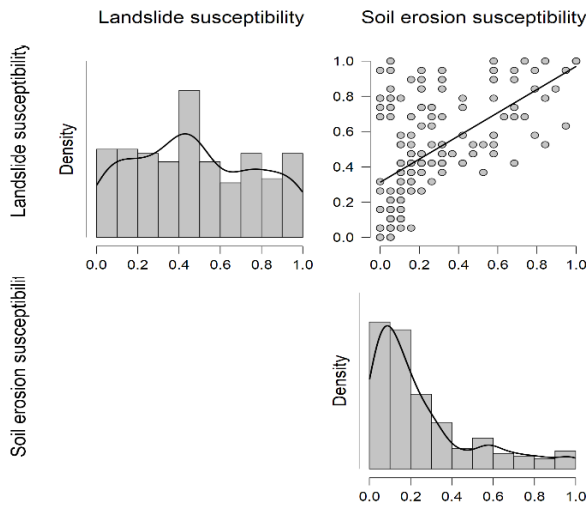 Landslide susceptibility Soil erosion susceptibility
Landslide susceptibility
Density
1.0
0.8
0.6
0.4
0.2
0.0
0.0 0.2 0.4 0.6 0.8 1.0
0.0 0.2 0.4 0.6 0.8 1.0
Soil erosion susceptibili
Density
0.0 0.2 0.4 0.6 0.8 1.0